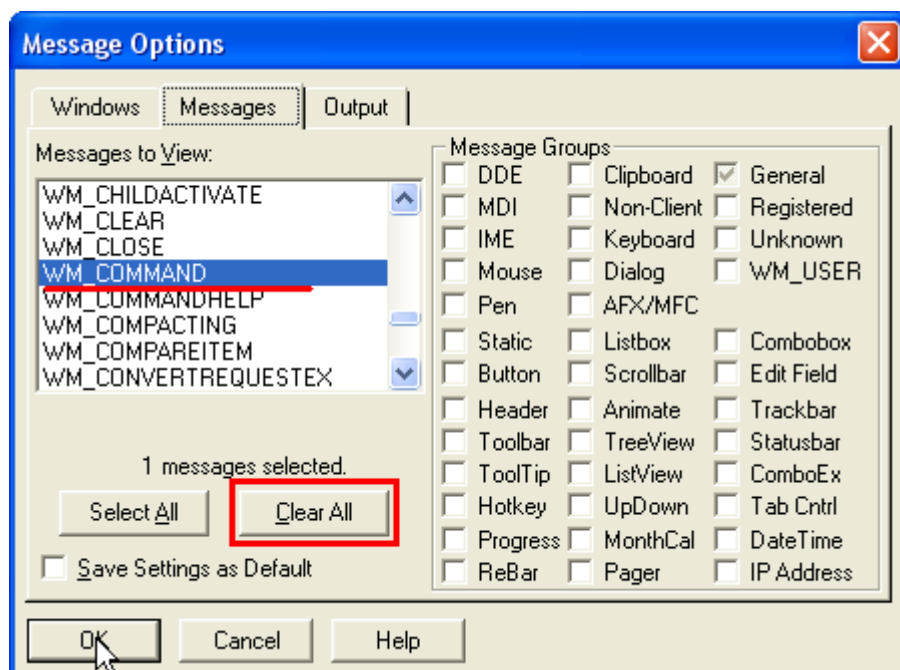 Message Options
Windows Messages Output
Messages to View:
WM_CHILDACTIVATE
WM_CLEAR
WM_CLOSE
WM_COMMAND
WM_COMMANDHELP
WM_COMPACTING
WM_COMPAREITEM
WM_CONVERTREQUESTEX
1 messages selected.
Select All Clear All
Save Settings as Default
Message Groups
DDE Clipboard General
MDI Non-Client Registered
IME Keyboard Unknown
Mouse Dialog WM_USER
Pen AFX/MFC
Static Listbox Combobox
Button Scrollbar Edit Field
Header Animate Trackbar
Toolbar TreeView Statusbar
ToolTip ListView ComboEx
Hotkey UpDown Tab Cntrl
Progress MonthCal DateTime
ReBar Pager IP Address
OK Cancel Help